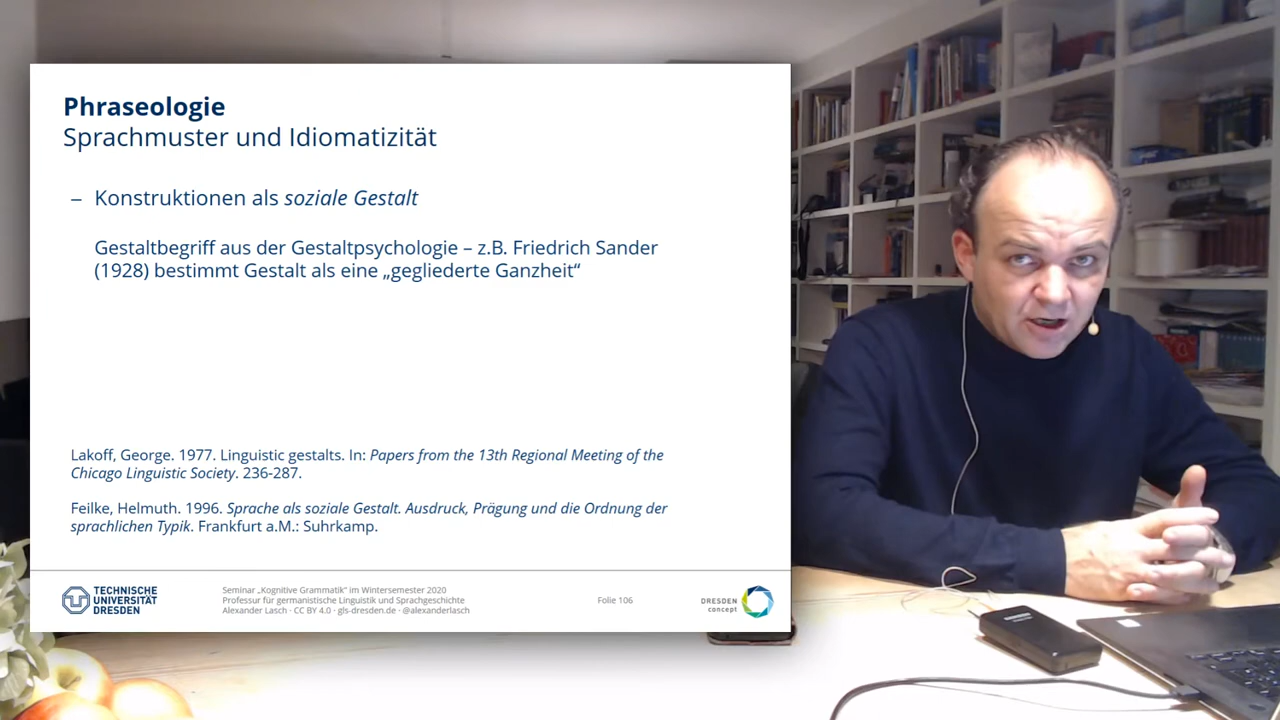 Phraseologie
Sprachmuster und Idiomatizität
– Konstruktionen als soziale Gestalt
Gestaltbegriff aus der Gestaltpsychologie – z.B. Friedrich Sander
(1928) bestimmt Gestalt als eine „gegliederte Ganzheit“
Lakoff, George. 1977. Linguistic gestalts. In: Papers from the 13th Regional Meeting of the
Chicago Linguistic Society. 236-287.
Feilke, Helmuth. 1996. Sprache als soziale Gestalt. Ausdruck, Prägung und die Ordnung der
sprachlichen Typik. Frankfurt a.M.: Suhrkamp.
TECHNISCHE
UNIVERSITÄT
DRESDEN
Seminar „Kognitive Grammatik“ im Wintersemester 2020
Professur für germanistische Linguistik und Sprachgeschichte
Alexander Lasch · CC BY 4.0 · gls-dresden.de · @alexanderlasch
Folie 106
DRESDEN
concept